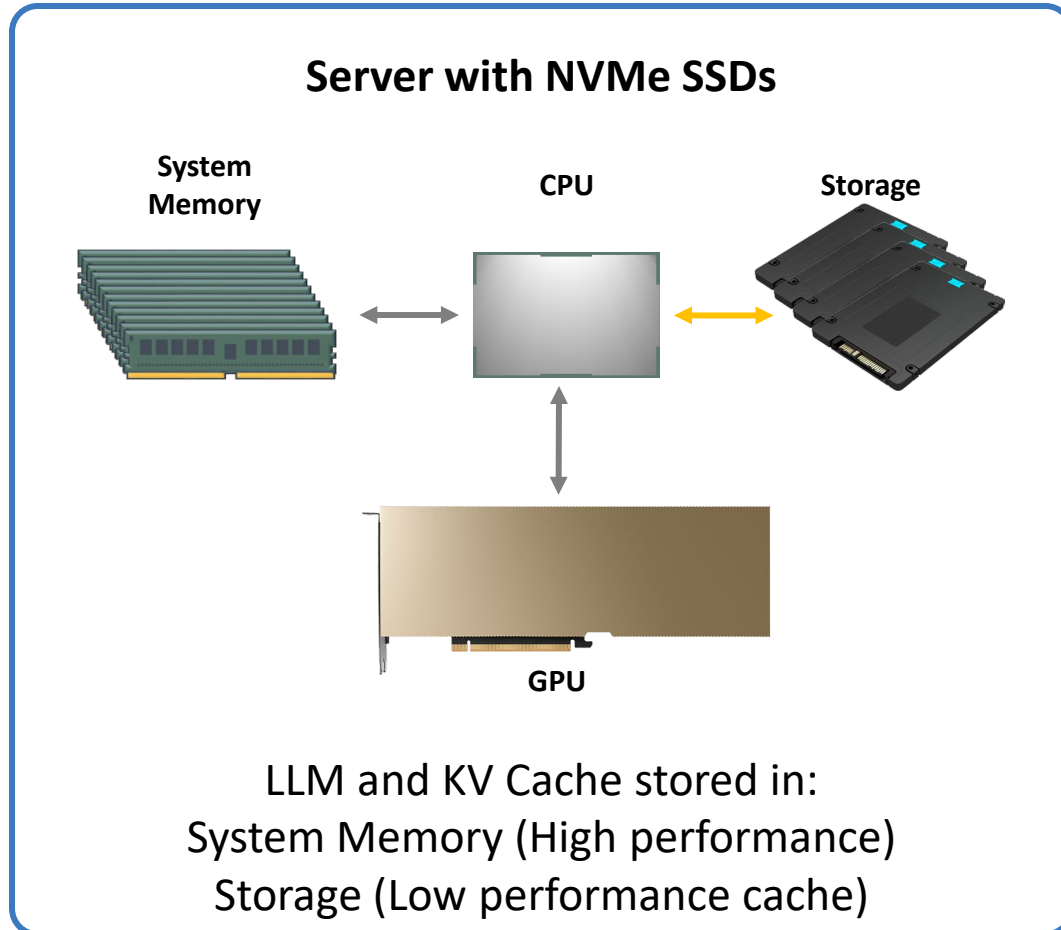 Server with NVMe SSDs
System
Memory
CPU
Storage
GPU
LLM and KV Cache stored in:
System Memory (High performance)
Storage (Low performance cache)